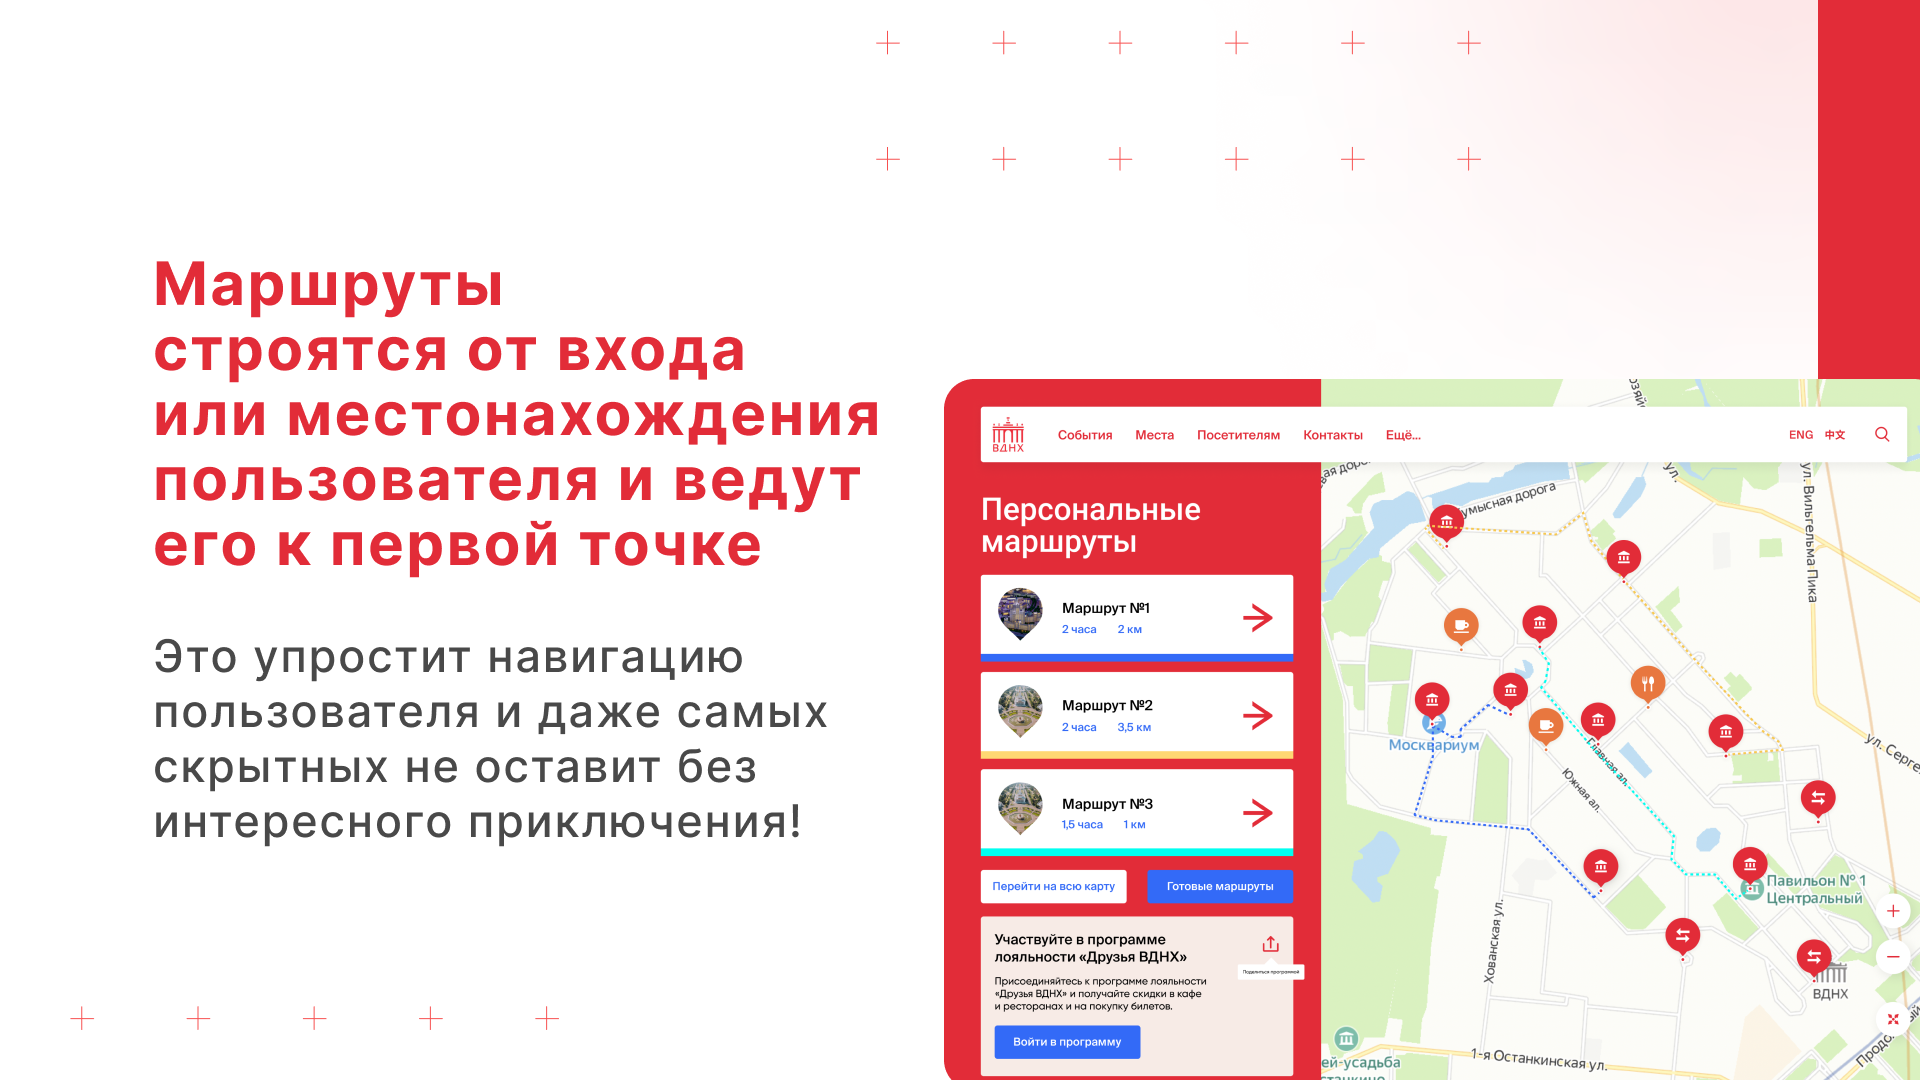 Маршруты
строятся от входа
или местонахождения
пользователя и ведут
его к первой точке
Это упростит навигацию
пользователя и даже самых
скрытных не оставит без
интересного приключения!
ВДНХ
События Места Посетителям Контакты Ещё...
ENG 中文
Персональные
маршруты
Маршрут №1
2 часа 2 км
Маршрут №2
2 часа 3,5 км
Маршрут №3
1,5 часа 1 км
Перейти на всю карту
Готовые маршруты
Участвуйте в программе
лояльности «Друзья ВДНХ»
Поделиться программой
Присоединяйтесь к программе лояльности
«Друзья ВДНХ» и получайте скидки в кафе
и ресторанах и на покупку билетов.
Войти в программу
умысная дорога
ул. Вильгельма Пика
Москвариум
Главная ал.
Южная ал.
ул. Серге
Павильон № 1
Центральный
Хованская ул.
ВДНХ
1-я Останкинская ул.
ей-усадьба
станкино